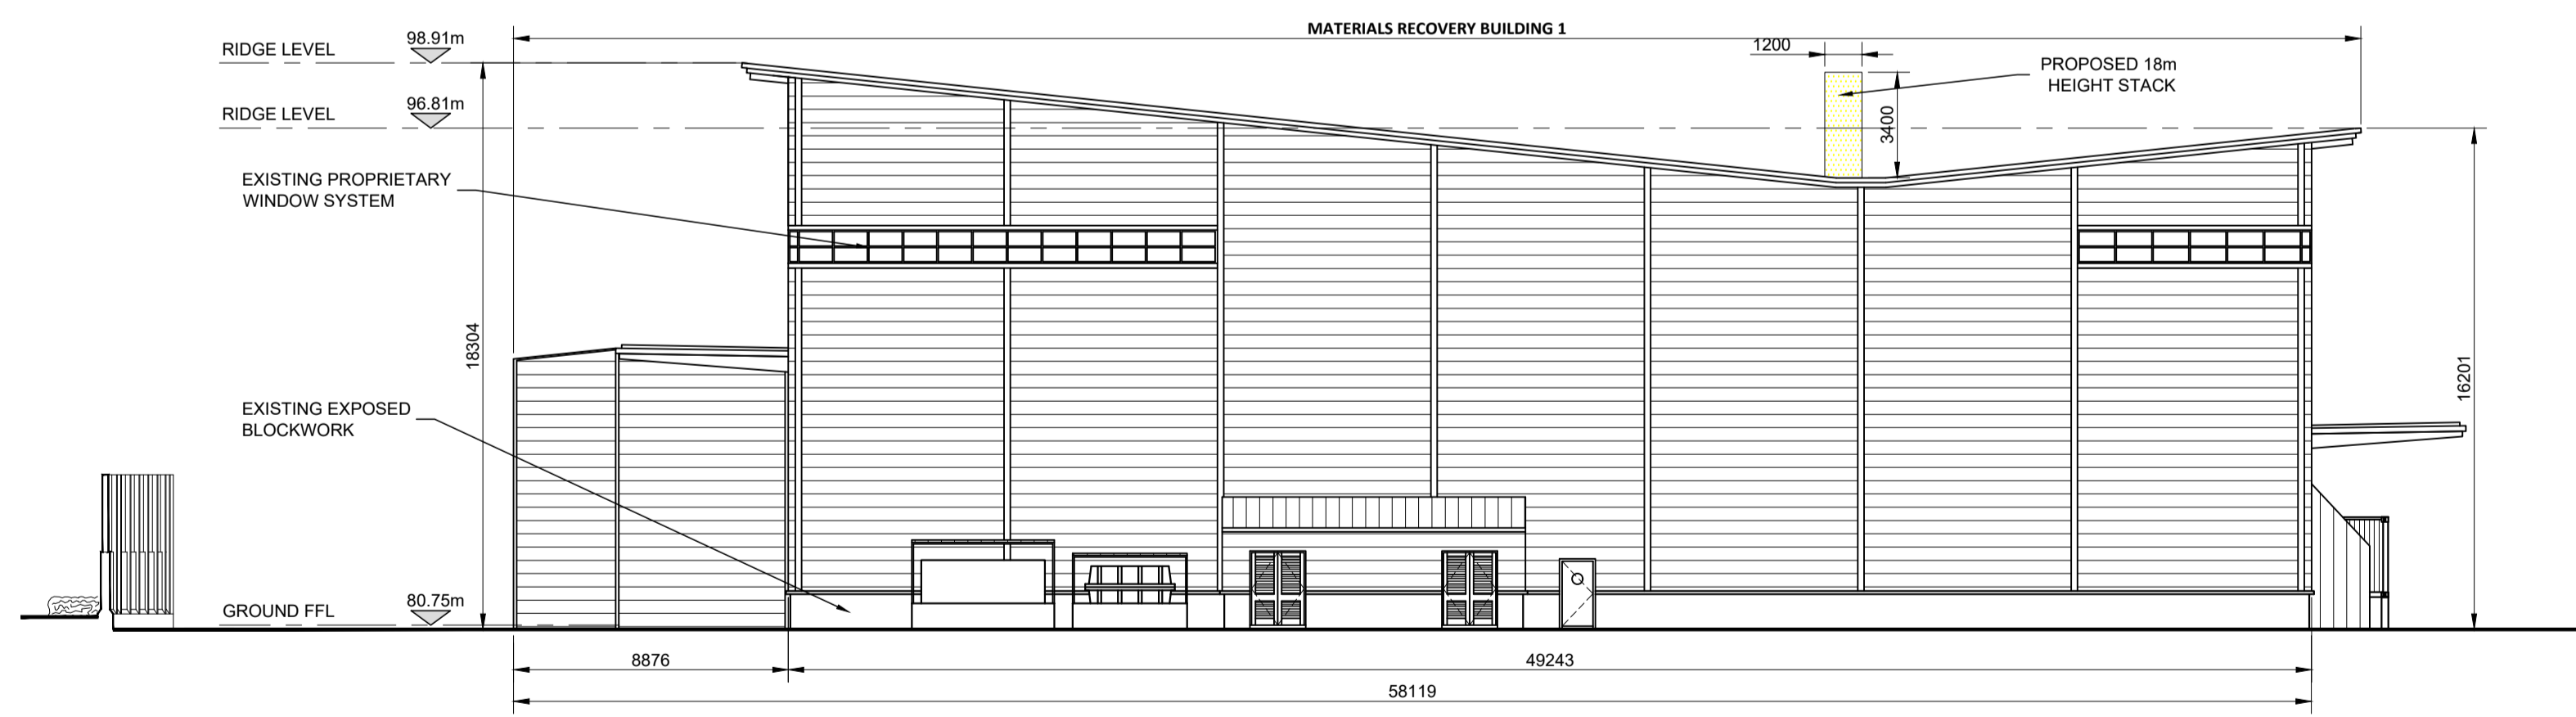 MATERIALS RECOVERY BUILDING 1
RIDGE LEVEL
98.91m
1200
PROPOSED 18m
HEIGHT STACK
RIDGE LEVEL
96.81m
3400
EXISTING PROPRIETARY
WINDOW SYSTEM
18304
16201
EXISTING EXPOSED
BLOCKWORK
GROUND FFL
80.75m
8876
49243
58119